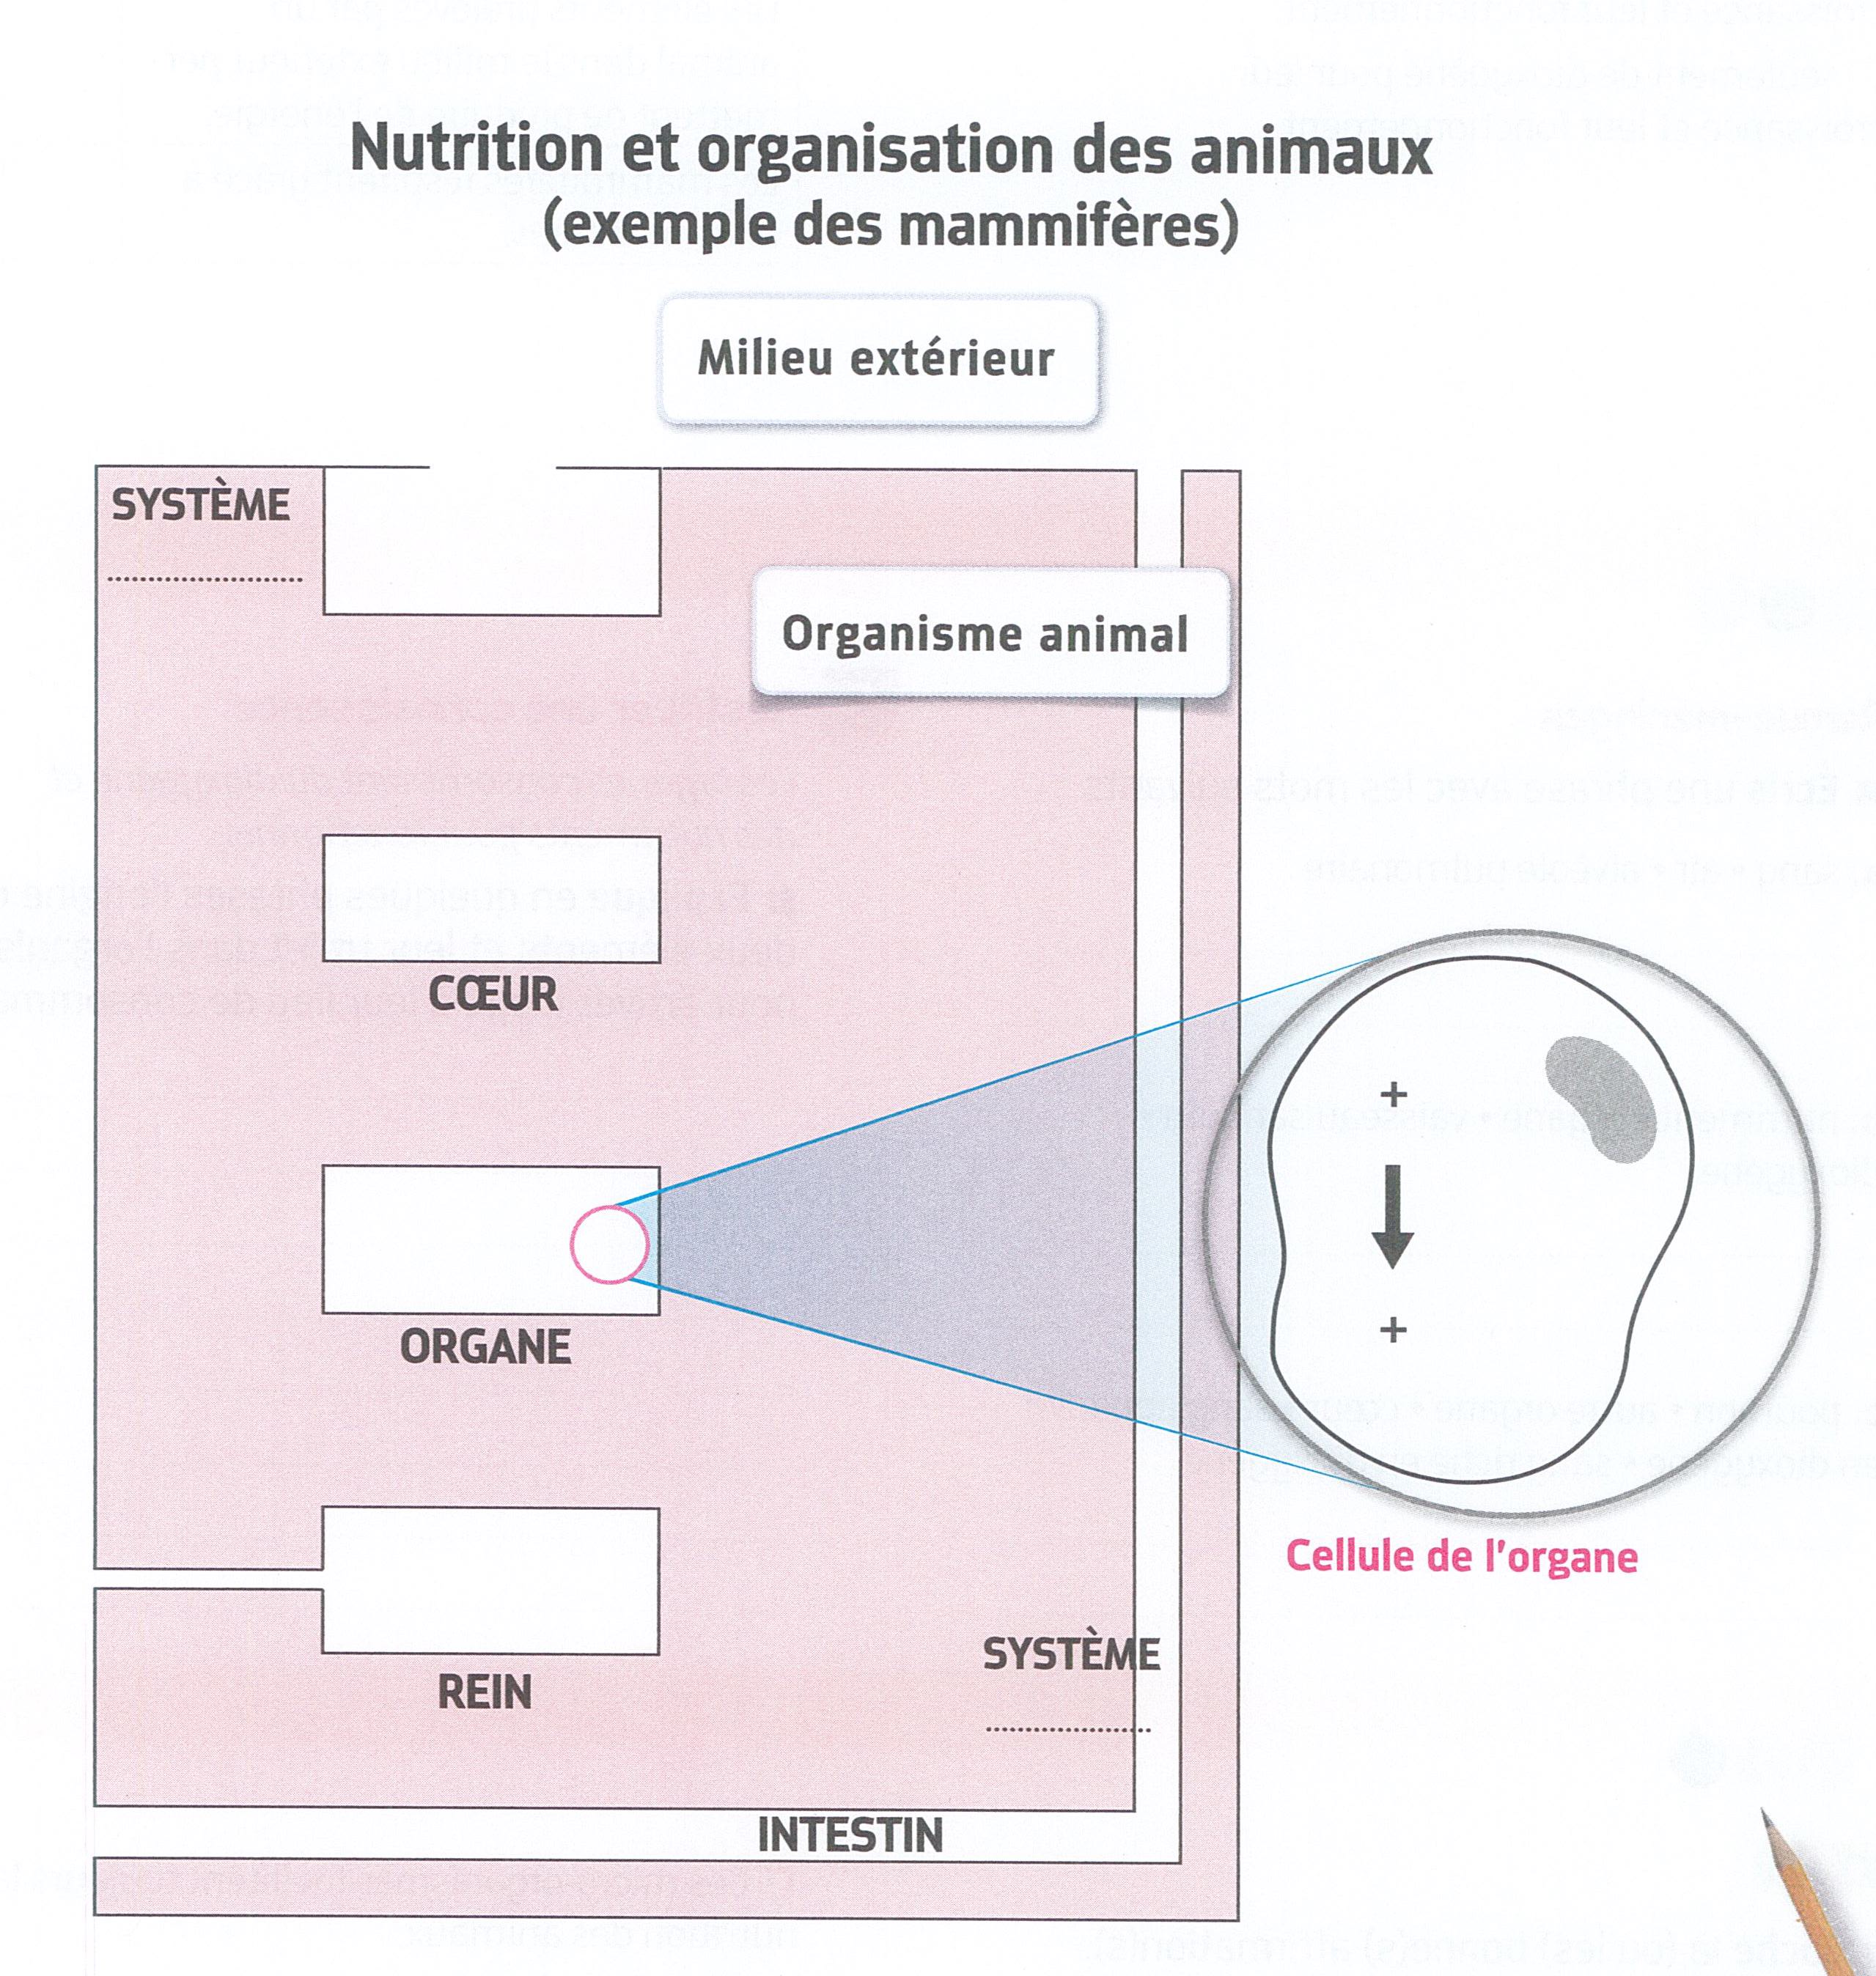 Nutrition et organisation des animaux
(exemple des mammifères)
Milieu extérieur
SYSTÈME
....................
Organisme animal
CŒUR
+
+
ORGANE
Cellule de l'organe
REIN
SYSTÈME
....................
INTESTIN